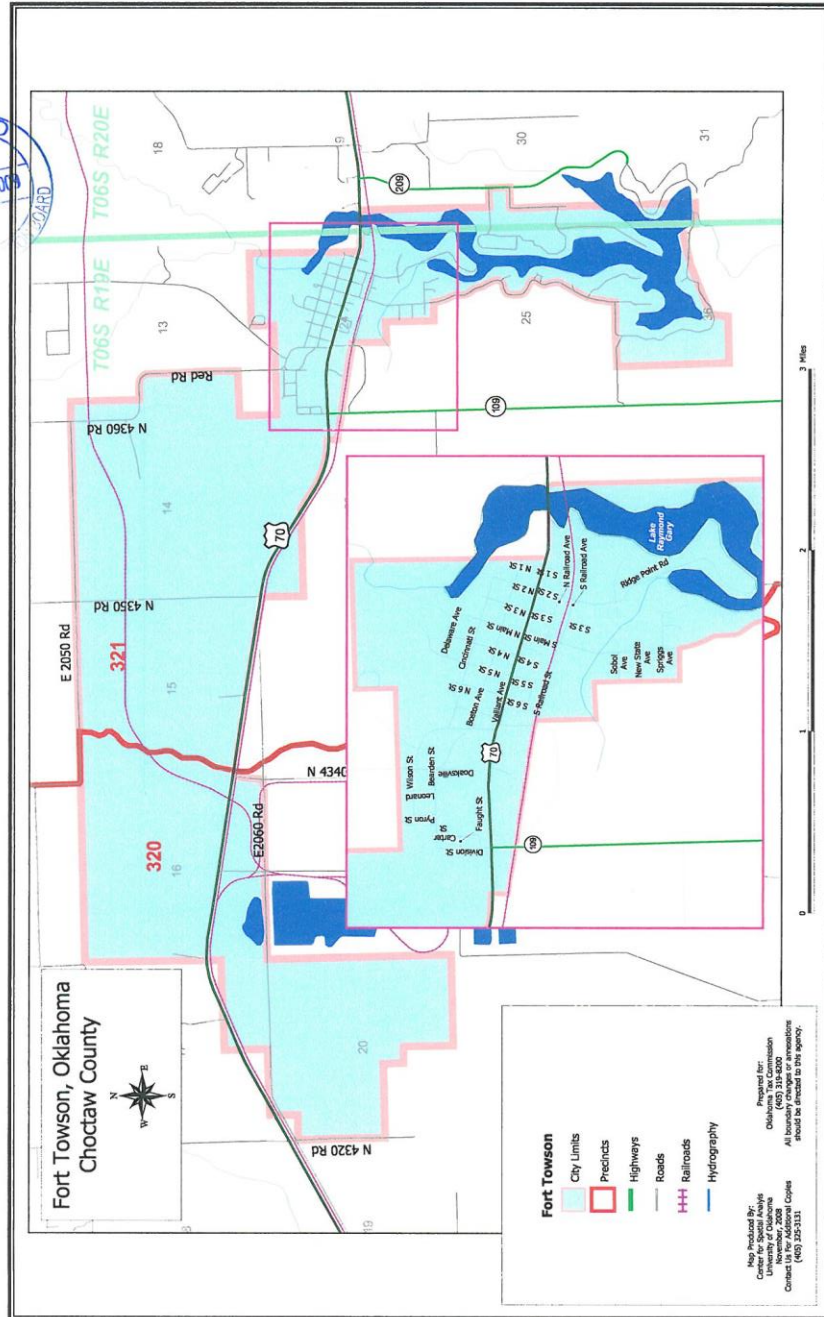 Fort Towson, Oklahoma
Choctaw County
N
W
E
S
T06S R19E
T06S R20E
BOARD
18
13
14
15
16
19
20
19
24
25
30
31
36
320
321
E 2050 Rd
N 4360 Rd
Red Rd
N 4350 Rd
N 4340
E2060 Rd
N 4320 Rd
70
109
209
Wilson St
Bearden St
Leonard
Doaksville
Pyron St
Carter St
Faught St
Division St
Delaware Ave
Cincinnati St
Boston Ave
Valliant Ave
N 6 St
N 5 St
N 4 St
N Main St
N 3 St
N 2 St
N 1 St
S 6 St
S 5 St
S 4 St
S Main St
S 3 St
S 2 St
S 1 St
S 3 St
S Railroad St
N Railroad Ave
S Railroad Ave
Ridge Point Rd
Sobol Ave
New State Ave
Spriggs Ave
Lake Raymond Gary
70
109
0
1
2
3 Miles
Fort Towson
City Limits
Precincts
Highways
Roads
Railroads
Hydrography
Map Produced By:
Center for Spatial Analyis
University of Oklahoma
November, 2008
Contact Us For Additional Copies
(405) 325-3131
Prepared for:
Oklahoma Tax Commission
(405) 319-8200
All boundary changes or annexations
should be directed to this agency.